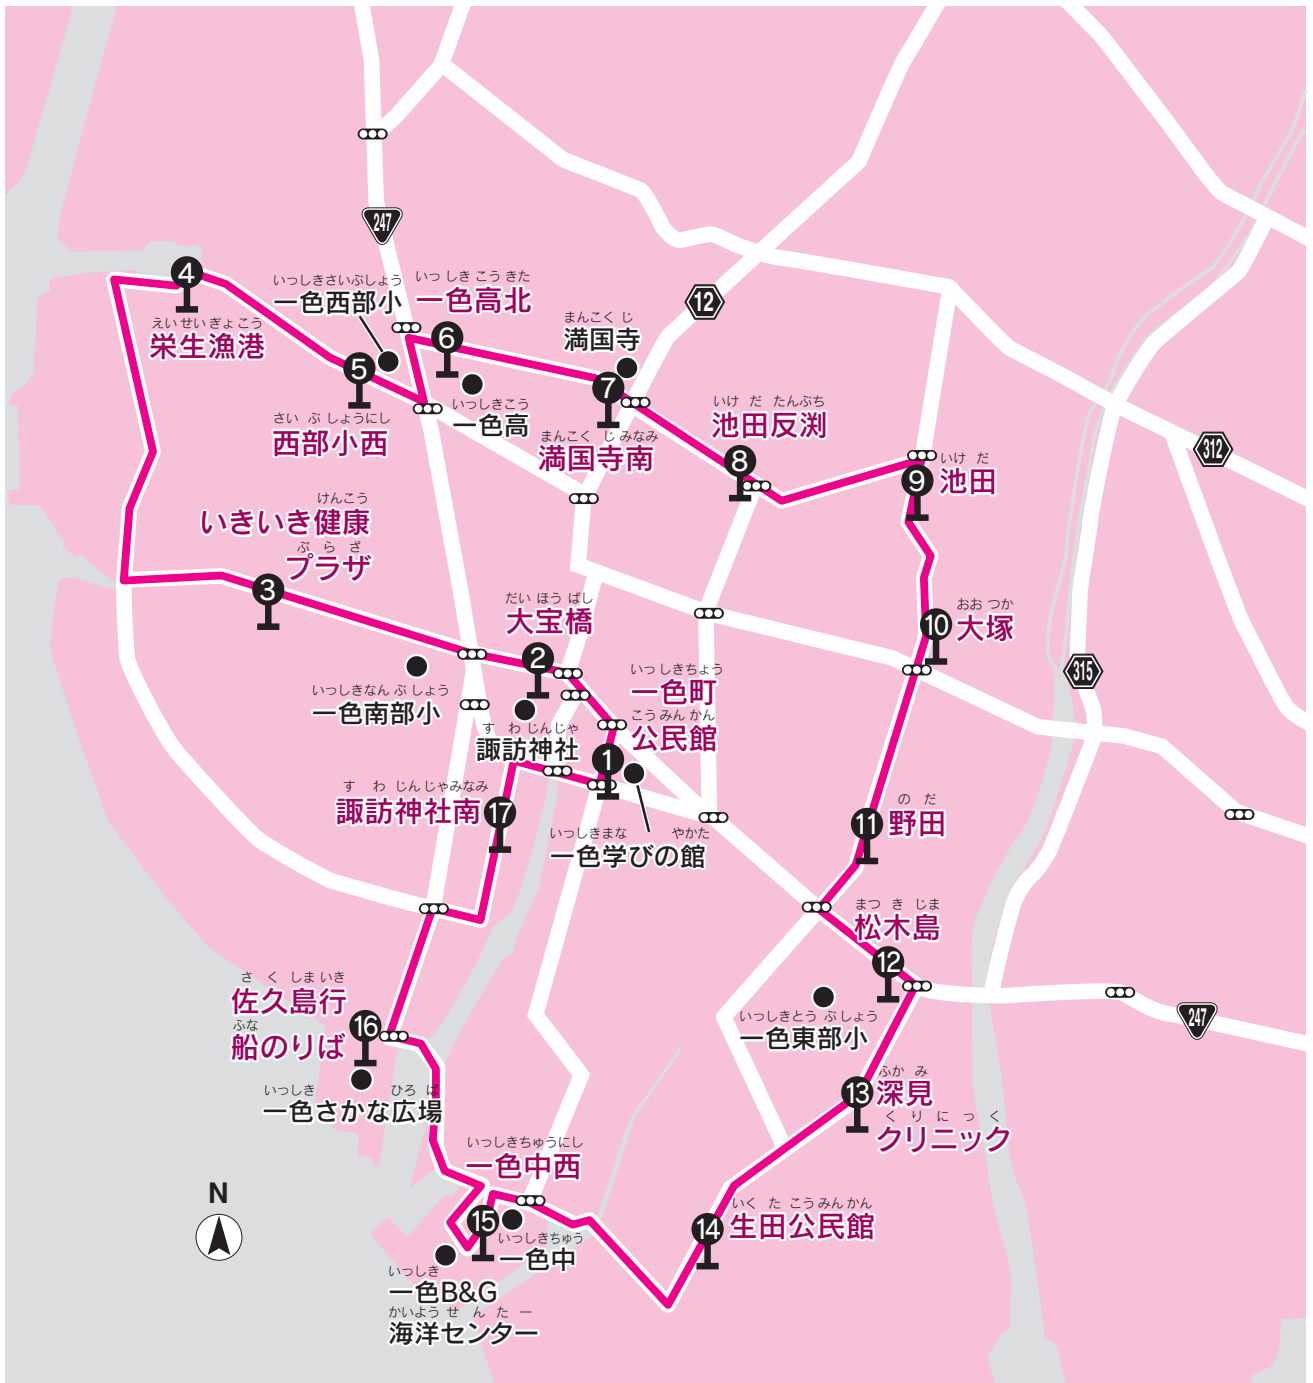 247
12
312
315
247
4
えいせいぎょこう
栄生漁港
いっしきさいぶしょう
一色西部小
いっしきこうきた
一色高北
6
5
さいぶしょうにし
西部小西
いっしきこう
一色高
まんこくじ
満国寺
7
まんこくじみなみ
満国寺南
いけだたんぶち
池田反渕
8
9
いけだ
池田
けんこう
いきいき健康
ぷらざ
プラザ
3
だいほうばし
大宝橋
2
10
おおつか
大塚
いっしきなんぶしょう
一色南部小
いっしきちょう
一色町
こうみんかん
公民館
1
すわじんじゃ
諏訪神社
すわじんじゃみなみ
諏訪神社南
17
いっしきまな やかた
一色学びの館
11
のだ
野田
まつきじま
松木島
12
いっしきとうぶしょう
一色東部小
さくしまいき
佐久島行
ふな
船のりば
16
いっしき ひろば
一色さかな広場
13
ふかみ
深見
くりにっく
クリニック
いっしきちゅうにし
一色中西
15
いっしきちゅう
一色中
14
いくたこうみんかん
生田公民館
いっしき
一色B&G
かいようせんたー
海洋センター
N